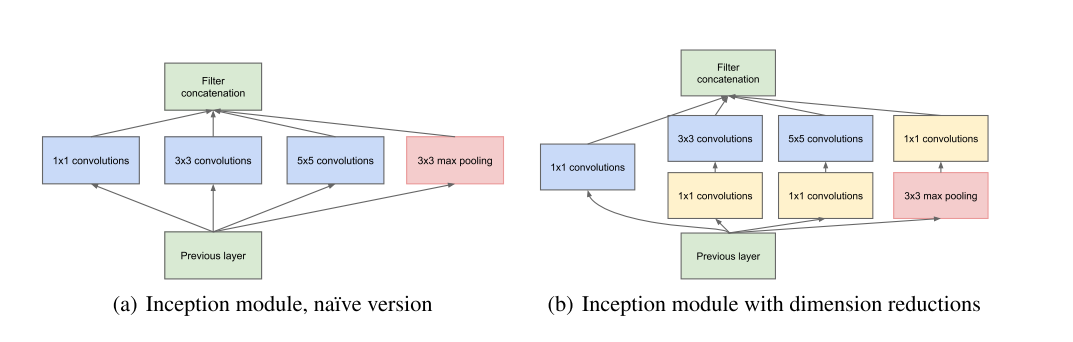 Filter
concatenation
1x1 convolutions
3x3 convolutions
5x5 convolutions
3x3 max pooling
Previous layer
(a) Inception module, naïve version
Filter
concatenation
3x3 convolutions
5x5 convolutions
1x1 convolutions
1x1 convolutions
1x1 convolutions
1x1 convolutions
3x3 max pooling
Previous layer
(b) Inception module with dimension reductions